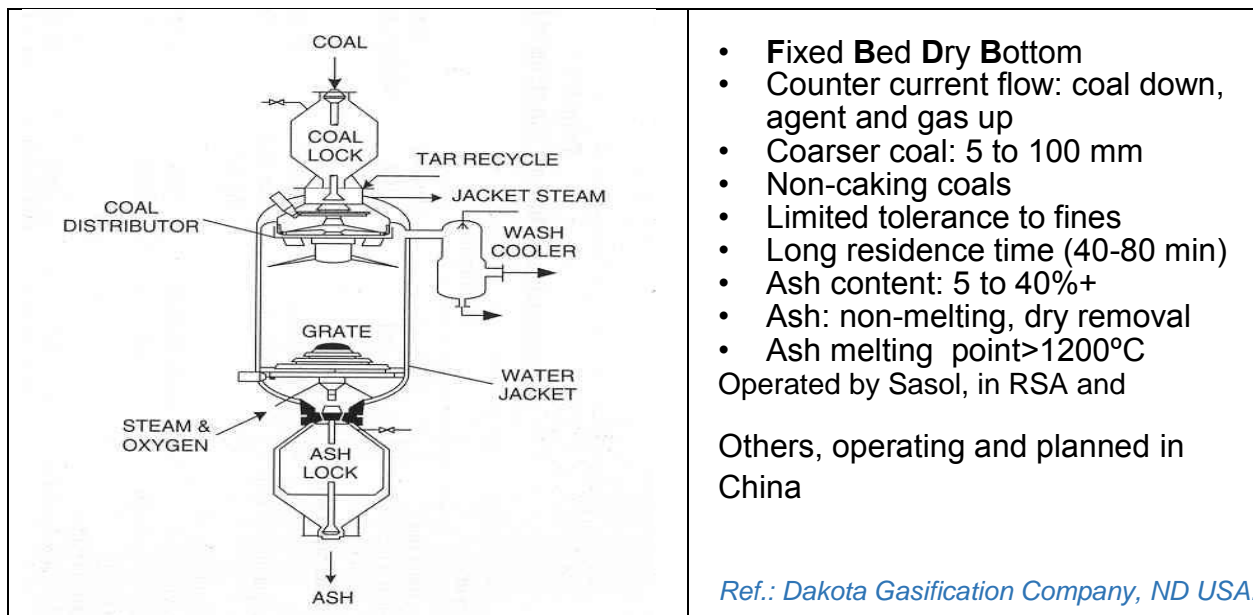 COAL
COAL
LOCK
TAR RECYCLE
JACKET STEAM
COAL
DISTRIBUTOR
WASH
COOLER
GRATE
WATER
JACKET
STEAM &
OXYGEN
ASH
LOCK
ASH
• Fixed Bed Dry Bottom
• Counter current flow: coal down,
agent and gas up
• Coarser coal: 5 to 100 mm
• Non-caking coals
• Limited tolerance to fines
• Long residence time (40-80 min)
• Ash content: 5 to 40%+
• Ash: non-melting, dry removal
• Ash melting point>1200ºC
Operated by Sasol, in RSA and
Others, operating and planned in
China
Ref.: Dakota Gasification Company, ND USA.